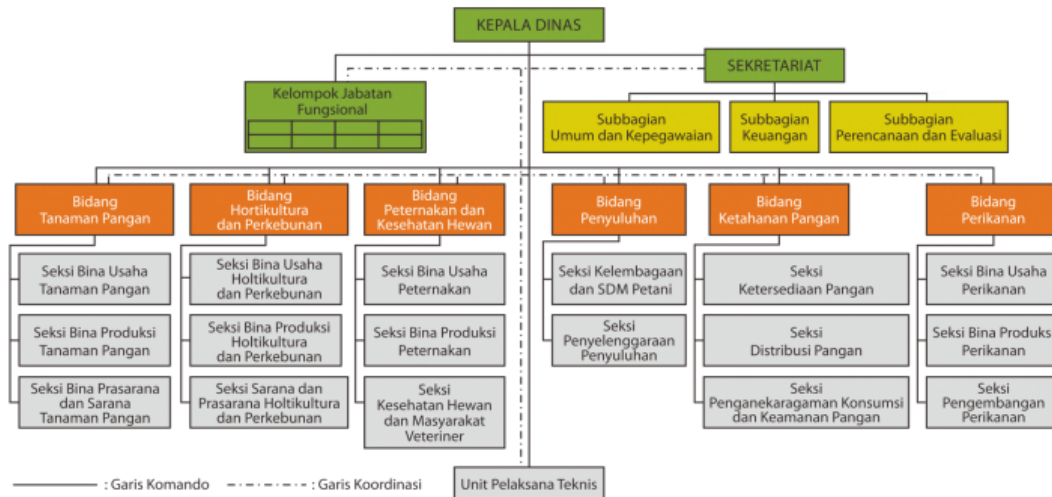 KEPALA DINAS
SEKRETARIAT
Kelompok Jabatan
Fungsional
Subbagian
Umum dan Kepegawaian
Subbagian
Keuangan
Subbagian
Perencanaan dan Evaluasi
Bidang
Tanaman Pangan
Bidang
Hortikultura
dan Perkebunan
Bidang
Peternakan dan
Kesehatan Hewan
Bidang
Penyuluhan
Bidang
Ketahanan Pangan
Bidang
Perikanan
Seksi Bina Usaha
Tanaman Pangan
Seksi Bina Usaha
Holtikultura
dan Perkebunan
Seksi Bina Usaha
Peternakan
Seksi Kelembagaan
dan SDM Petani
Seksi
Ketersediaan Pangan
Seksi Bina Usaha
Perikanan
Seksi Bina Produksi
Tanaman Pangan
Seksi Bina Produksi
Holtikultura
dan Perkebunan
Seksi Bina Produksi
Peternakan
Seksi
Penyelenggaraan
Penyuluhan
Seksi
Distribusi Pangan
Seksi Bina Produksi
Perikanan
Seksi Bina Prasarana
dan Sarana
Tanaman Pangan
Seksi Sarana dan
Prasarana Holtikultura
dan Perkebunan
Seksi
Kesehatan Hewan
dan Masyarakat
Veteriner
Seksi
Penganekaragaman Konsumsi
dan Keamanan Pangan
Seksi
Pengembangan
Perikanan
: Garis Komando
: Garis Koordinasi
Unit Pelaksana Teknis